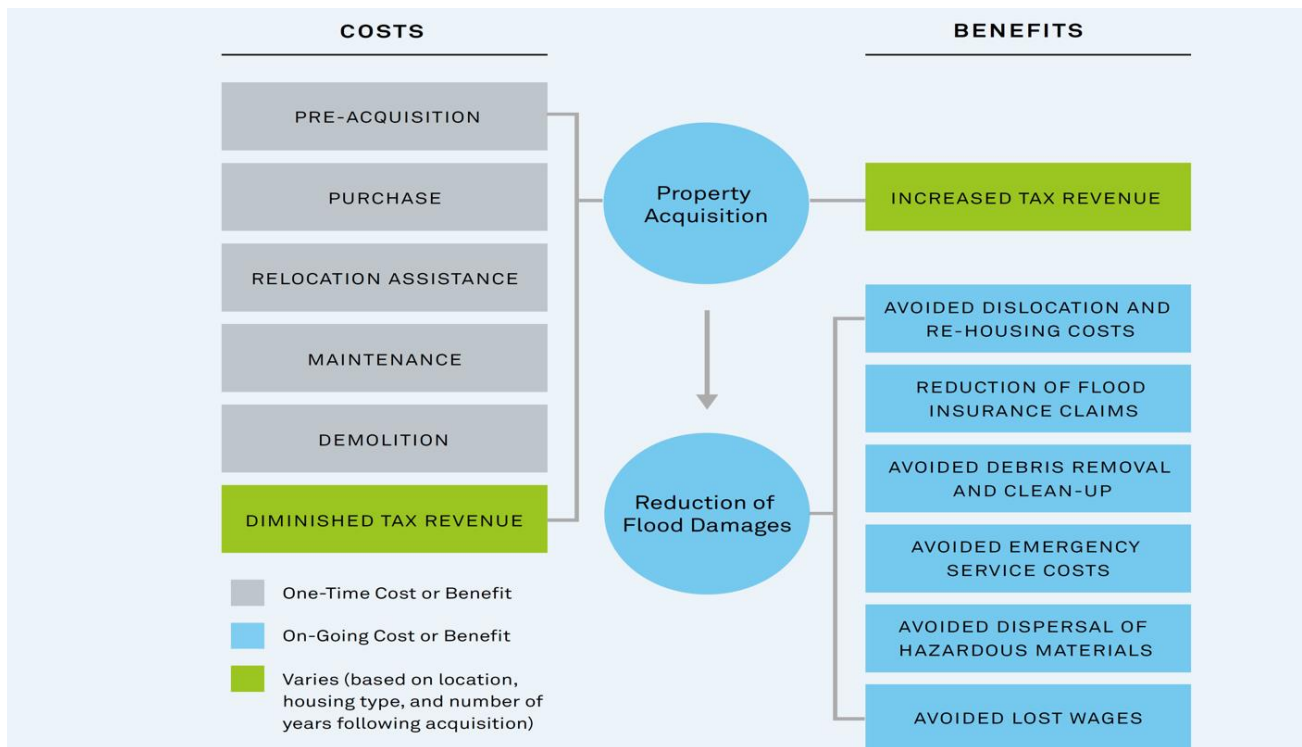 COSTS
PRE-ACQUISITION
PURCHASE
RELOCATION ASSISTANCE
MAINTENANCE
DEMOLITION
DIMINISHED TAX REVENUE
One-Time Cost or Benefit
On-Going Cost or Benefit
Varies (based on location,
housing type, and number of
years following acquisition)
Property
Acquisition
Reduction of
Flood Damages
BENEFITS
INCREASED TAX REVENUE
AVOIDED DISLOCATION AND
RE-HOUSING COSTS
REDUCTION OF FLOOD
INSURANCE CLAIMS
AVOIDED DEBRIS REMOVAL
AND CLEAN-UP
AVOIDED EMERGENCY
SERVICE COSTS
AVOIDED DISPERSAL OF
HAZARDOUS MATERIALS
AVOIDED LOST WAGES